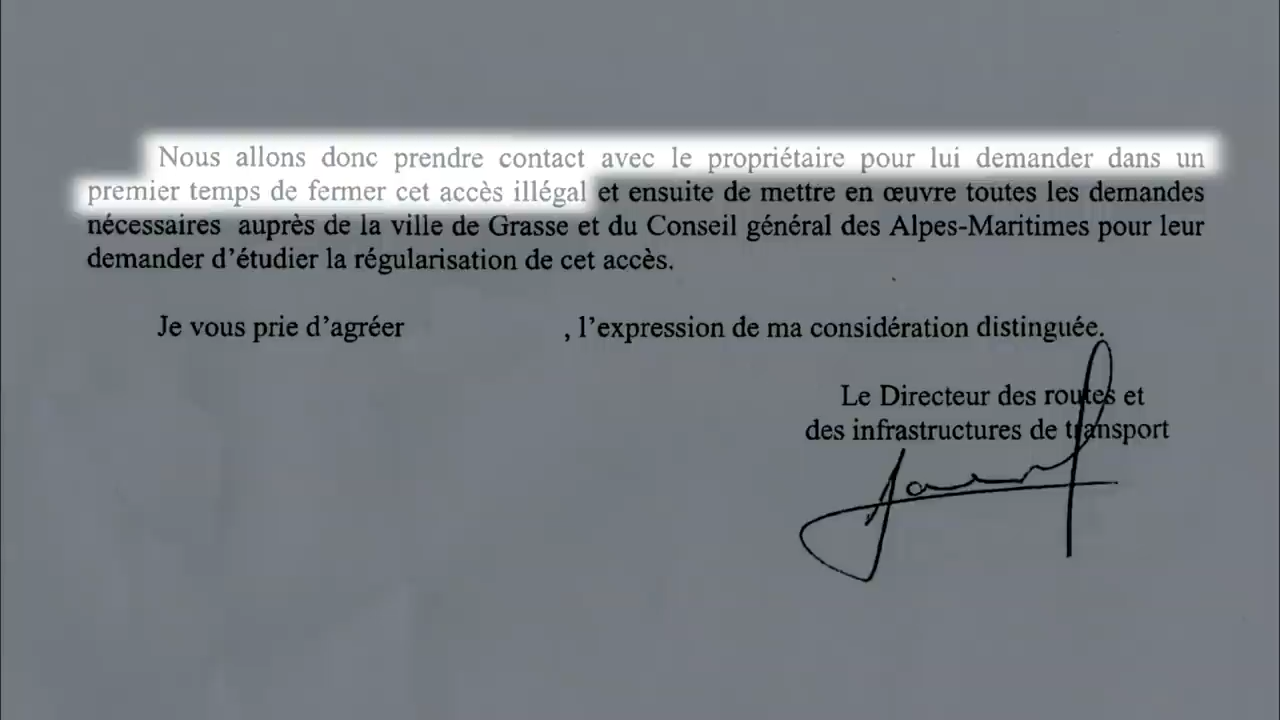 Nous allons donc prendre contact avec le propriétaire pour lui demander dans un
premier temps de fermer cet accès illégal et ensuite de mettre en œuvre toutes les demandes
nécessaires auprès de la ville de Grasse et du Conseil général des Alpes-Maritimes pour leur
demander d’étudier la régularisation de cet accès.
Je vous prie d’agréer , l’expression de ma considération distinguée.
Le Directeur des routes et
des infrastructures de transport